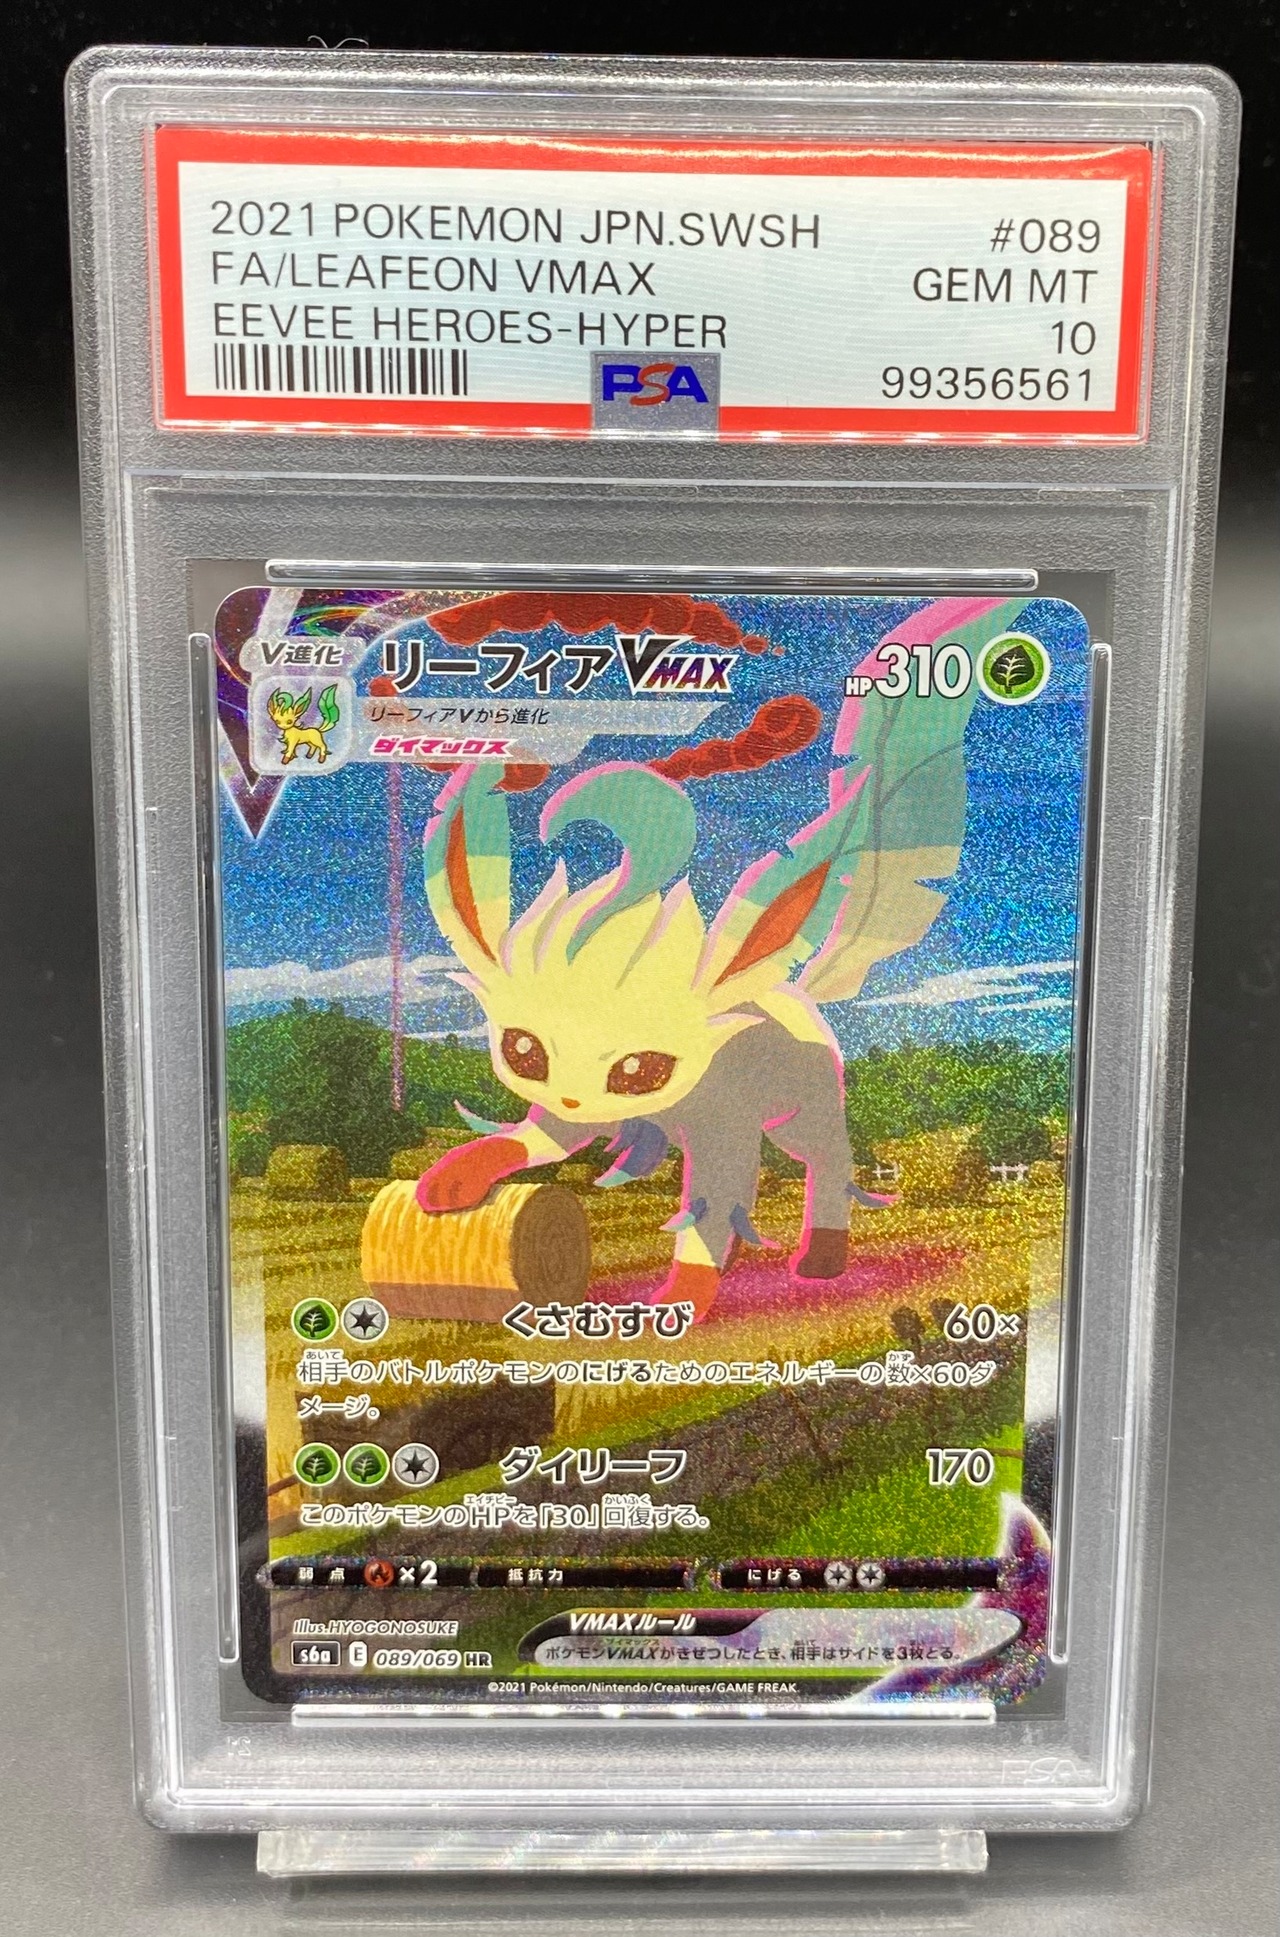 2021 POKEMON JPN.SWSH #089
FA/LEAFEON VMAX GEM MT
EEVEE HEROES-HYPER 10
PSA 99356561
V進化 リーフィアVMAX HP310
リーフィアVから進化
ダイマックス
くさむすび 60×
相手のバトルポケモンのにげるためのエネルギーの数×60ダ
メージ。
ダイリーフ 170
このポケモンのHPを「30」回復する。
弱点 ×2 抵抗力 にげる
Illus.HYOGONOSUKE VMAXルール
s6a E 089/069 HR ポケモンVMAXがきぜつしたとき、相手はサイドを3枚とる。
©2021 Pokémon/Nintendo/Creatures/GAME FREAK.
PSA